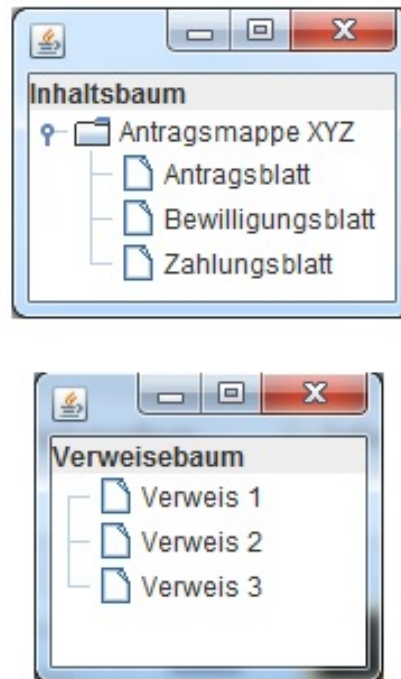 Inhaltsbaum
Antragsmappe XYZ
Antragsblatt
Bewilligungsblatt
Zahlungsblatt
Verweisebaum
Verweis 1
Verweis 2
Verweis 3